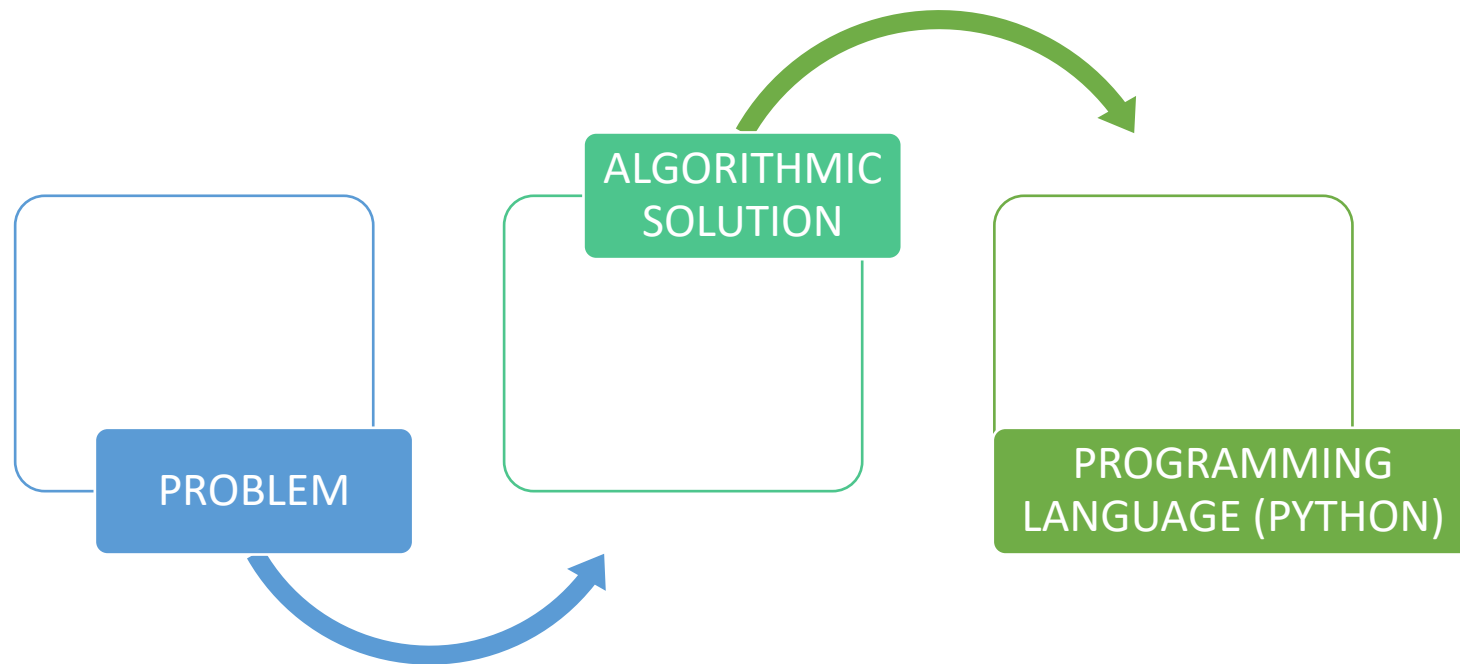 PROBLEM
ALGORITHMIC
SOLUTION
PROGRAMMING
LANGUAGE (PYTHON)